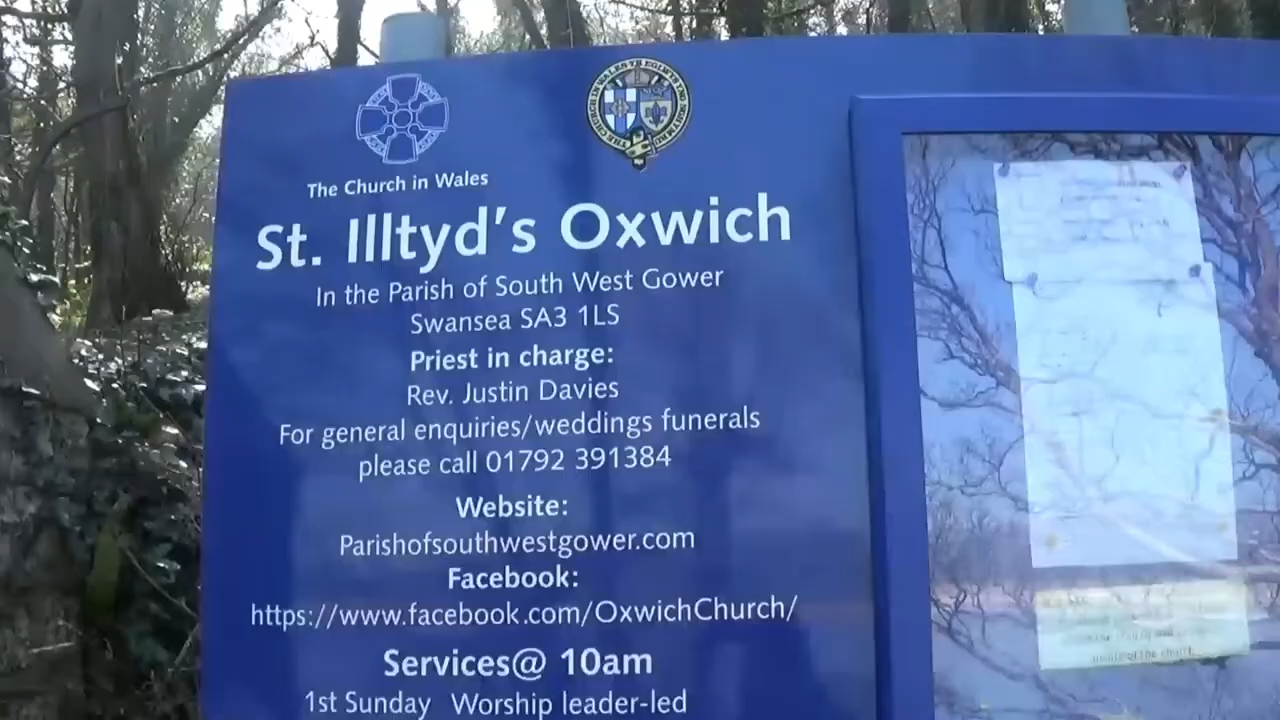 The Church in Wales
St. Illtyd's Oxwich
In the Parish of South West Gower
Swansea SA3 1LS
Priest in charge:
Rev. Justin Davies
For general enquiries/weddings funerals
please call 01792 391384
Website:
Parishofsouthwestgower.com
Facebook:
https://www.facebook.com/OxwichChurch/
Services@ 10am
1st Sunday Worship leader-led